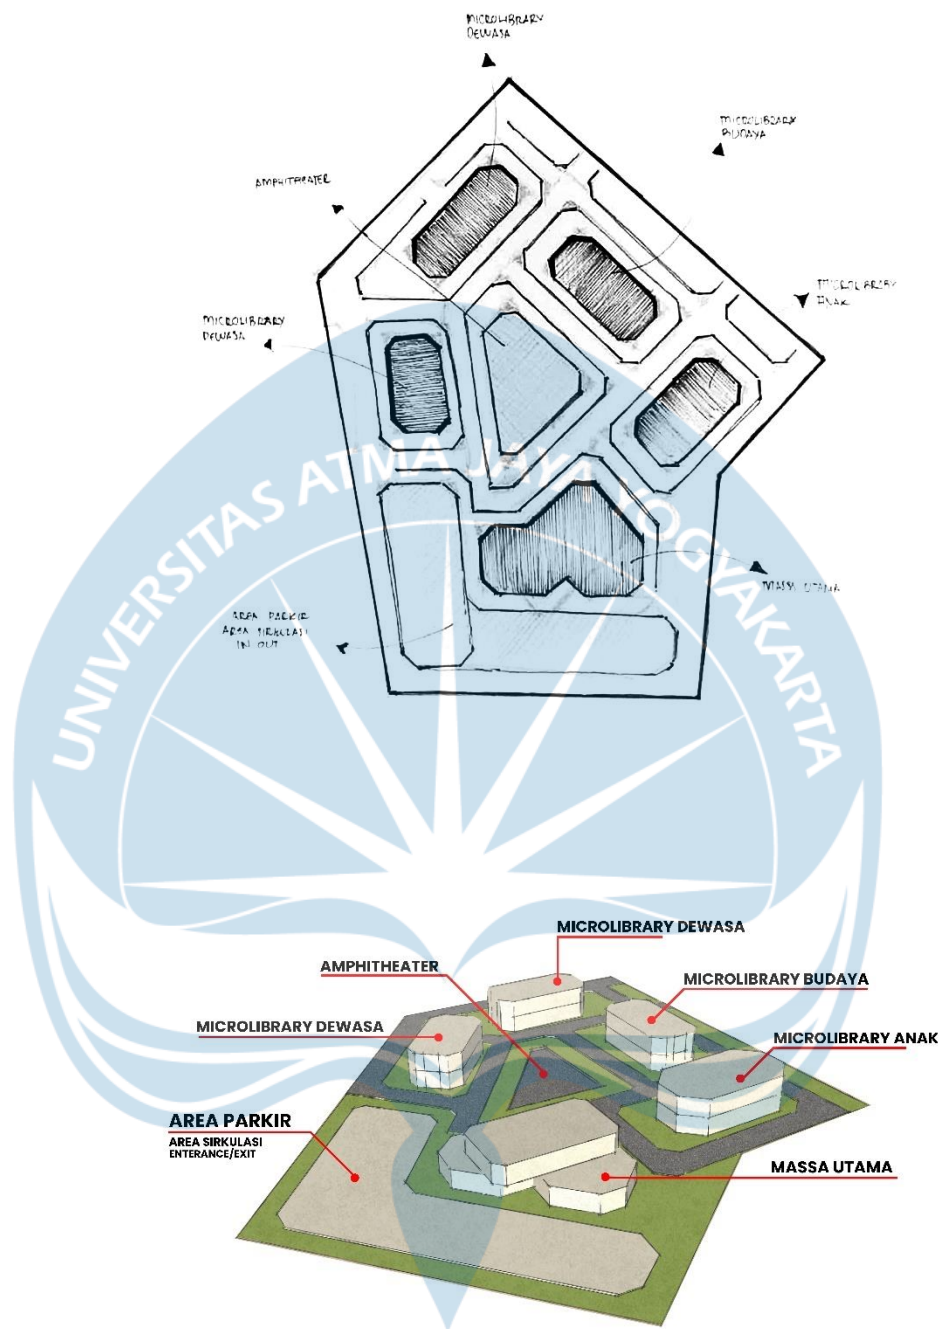 MICROLIBRARY
DEWASA
MICROLIBRARY
BUDAYA
AMPHITHEATER
ANAK
MICROLIBRARY
DEWASA
MASSA UTAMA
AREA PARKIR
AREA SIRKULASI
IN OUT
UNIVERSITAS ATMA JAYA YOGYAKARTA
MICROLIBRARY DEWASA
AMPHITHEATER
MICROLIBRARY BUDAYA
MICROLIBRARY DEWASA
MICROLIBRARY ANAK
AREA PARKIR
AREA SIRKULASI
ENTERANCE/EXIT
MASSA UTAMA